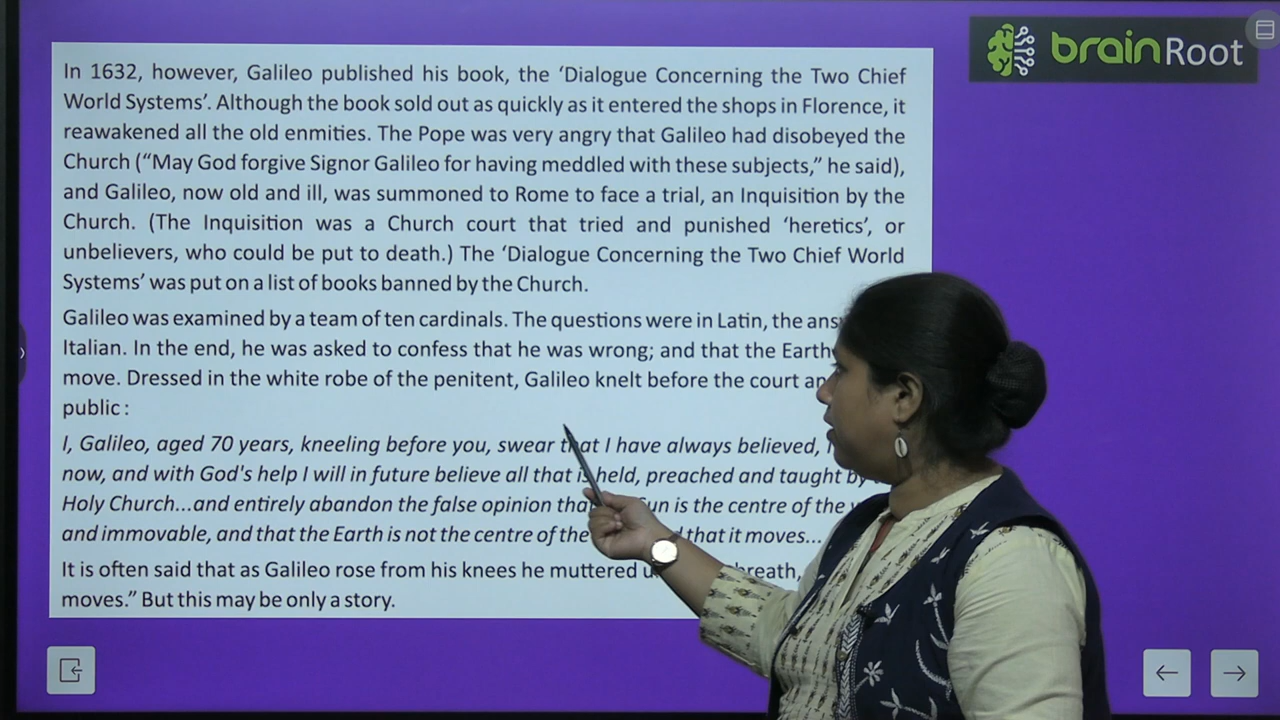 brainRoot
In 1632, however, Galileo published his book, the ‘Dialogue Concerning the Two Chief
World Systems’. Although the book sold out as quickly as it entered the shops in Florence, it
reawakened all the old enmities. The Pope was very angry that Galileo had disobeyed the
Church (“May God forgive Signor Galileo for having meddled with these subjects,” he said),
and Galileo, now old and ill, was summoned to Rome to face a trial, an Inquisition by the
Church. (The Inquisition was a Church court that tried and punished ‘heretics’, or
unbelievers, who could be put to death.) The ‘Dialogue Concerning the Two Chief World
Systems’ was put on a list of books banned by the Church.
Galileo was examined by a team of ten cardinals. The questions were in Latin, the
Italian. In the end, he was asked to confess that he was wrong; and that the Earth
move. Dressed in the white robe of the penitent, Galileo knelt before the court
public :
I, Galileo, aged 70 years, kneeling before you, swear that I have always believed,
now, and with God's help I will in future believe all that is held, preached and taught by
Holy Church...and entirely abandon the false opinion is the centre of the
and immovable, and that the Earth is not the centre of the that it moves...
It is often said that as Galileo rose from his knees he muttered breath,
moves.” But this may be only a story.